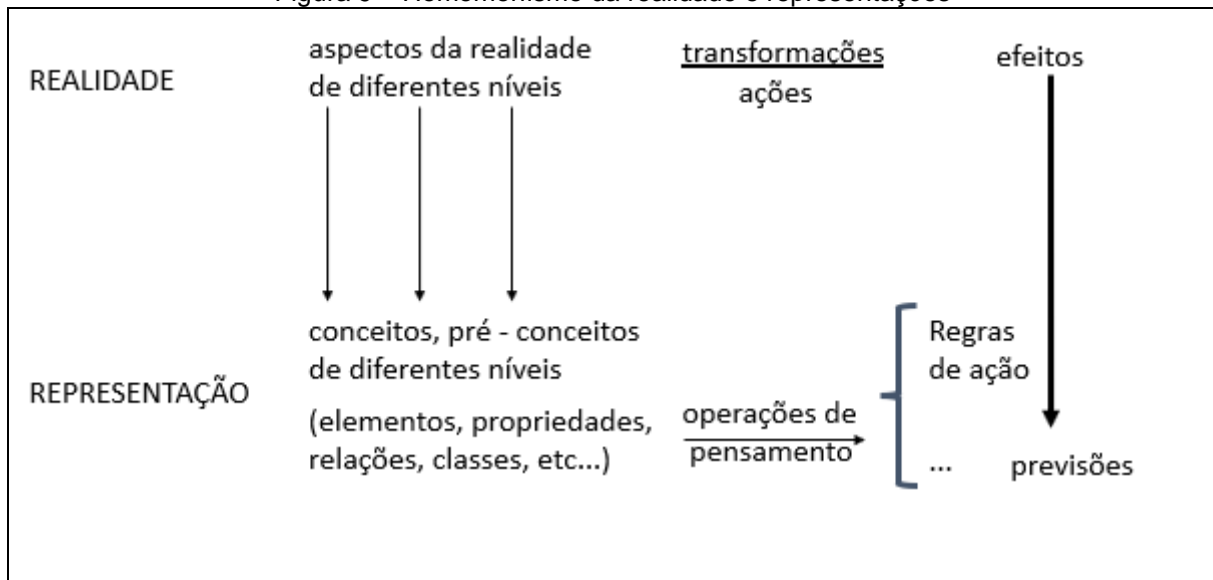 REALIDADE
aspectos da realidade
de diferentes níveis
transformações
ações
efeitos
REPRESENTAÇÃO
conceitos, pré - conceitos
de diferentes níveis
(elementos, propriedades,
relações, classes, etc...)
operações de
pensamento
Regras
de ação
...
previsões